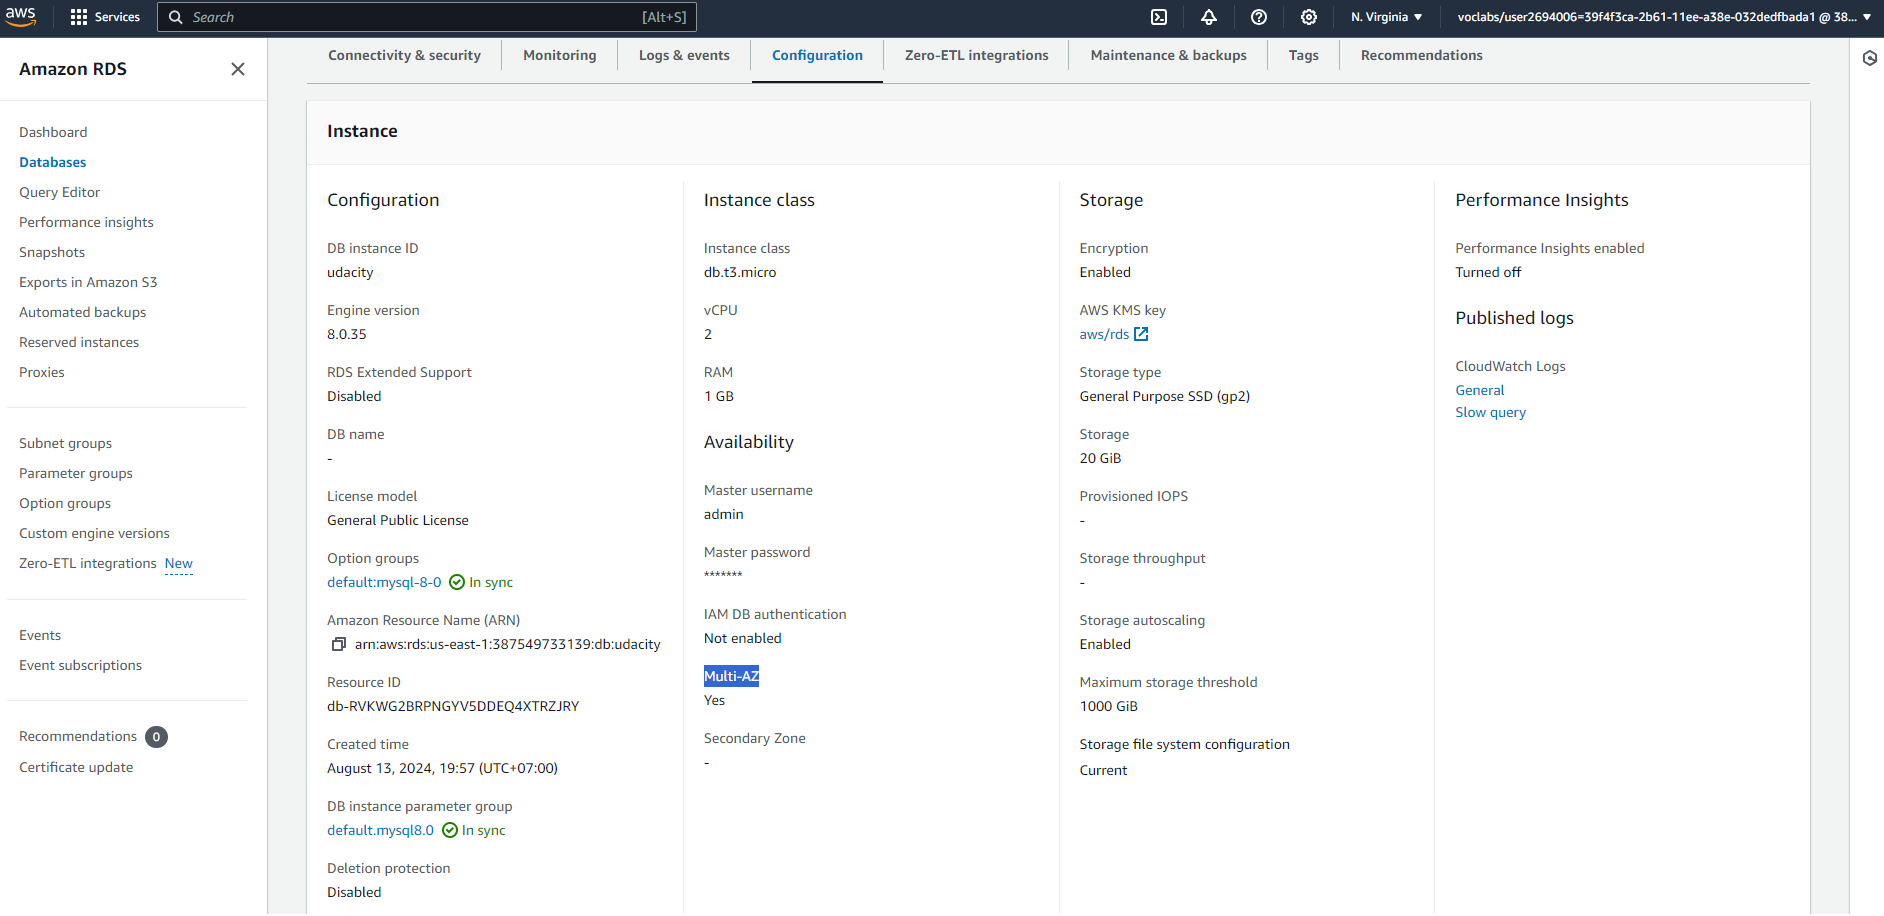 aws
Services
Search
[Alt+S]
N. Virginia
voclabs/user2694006=39f4f3ca-2b61-11ee-a38e-032dedfbada1 @ 38...
Amazon RDS
Dashboard
Databases
Query Editor
Performance insights
Snapshots
Exports in Amazon S3
Automated backups
Reserved instances
Proxies
Subnet groups
Parameter groups
Option groups
Custom engine versions
Zero-ETL integrations New
Events
Event subscriptions
Recommendations 0
Certificate update
Connectivity & security
Monitoring
Logs & events
Configuration
Zero-ETL integrations
Maintenance & backups
Tags
Recommendations
Instance
Configuration
DB instance ID
udacity
Engine version
8.0.35
RDS Extended Support
Disabled
DB name
-
License model
General Public License
Option groups
default:mysql-8-0 In sync
Amazon Resource Name (ARN)
arn:aws:rds:us-east-1:387549733139:db:udacity
Resource ID
db-RVKWG2BRPNGYV5DDEQ4XTRZJRY
Created time
August 13, 2024, 19:57 (UTC+07:00)
DB instance parameter group
default.mysql8.0 In sync
Deletion protection
Disabled
Instance class
Instance class
db.t3.micro
vCPU
2
RAM
1 GB
Availability
Master username
admin
Master password
*******
IAM DB authentication
Not enabled
Multi-AZ
Yes
Secondary Zone
-
Storage
Encryption
Enabled
AWS KMS key
aws/rds
Storage type
General Purpose SSD (gp2)
Storage
20 GiB
Provisioned IOPS
-
Storage throughput
-
Storage autoscaling
Enabled
Maximum storage threshold
1000 GiB
Storage file system configuration
Current
Performance Insights
Performance Insights enabled
Turned off
Published logs
CloudWatch Logs
General
Slow query